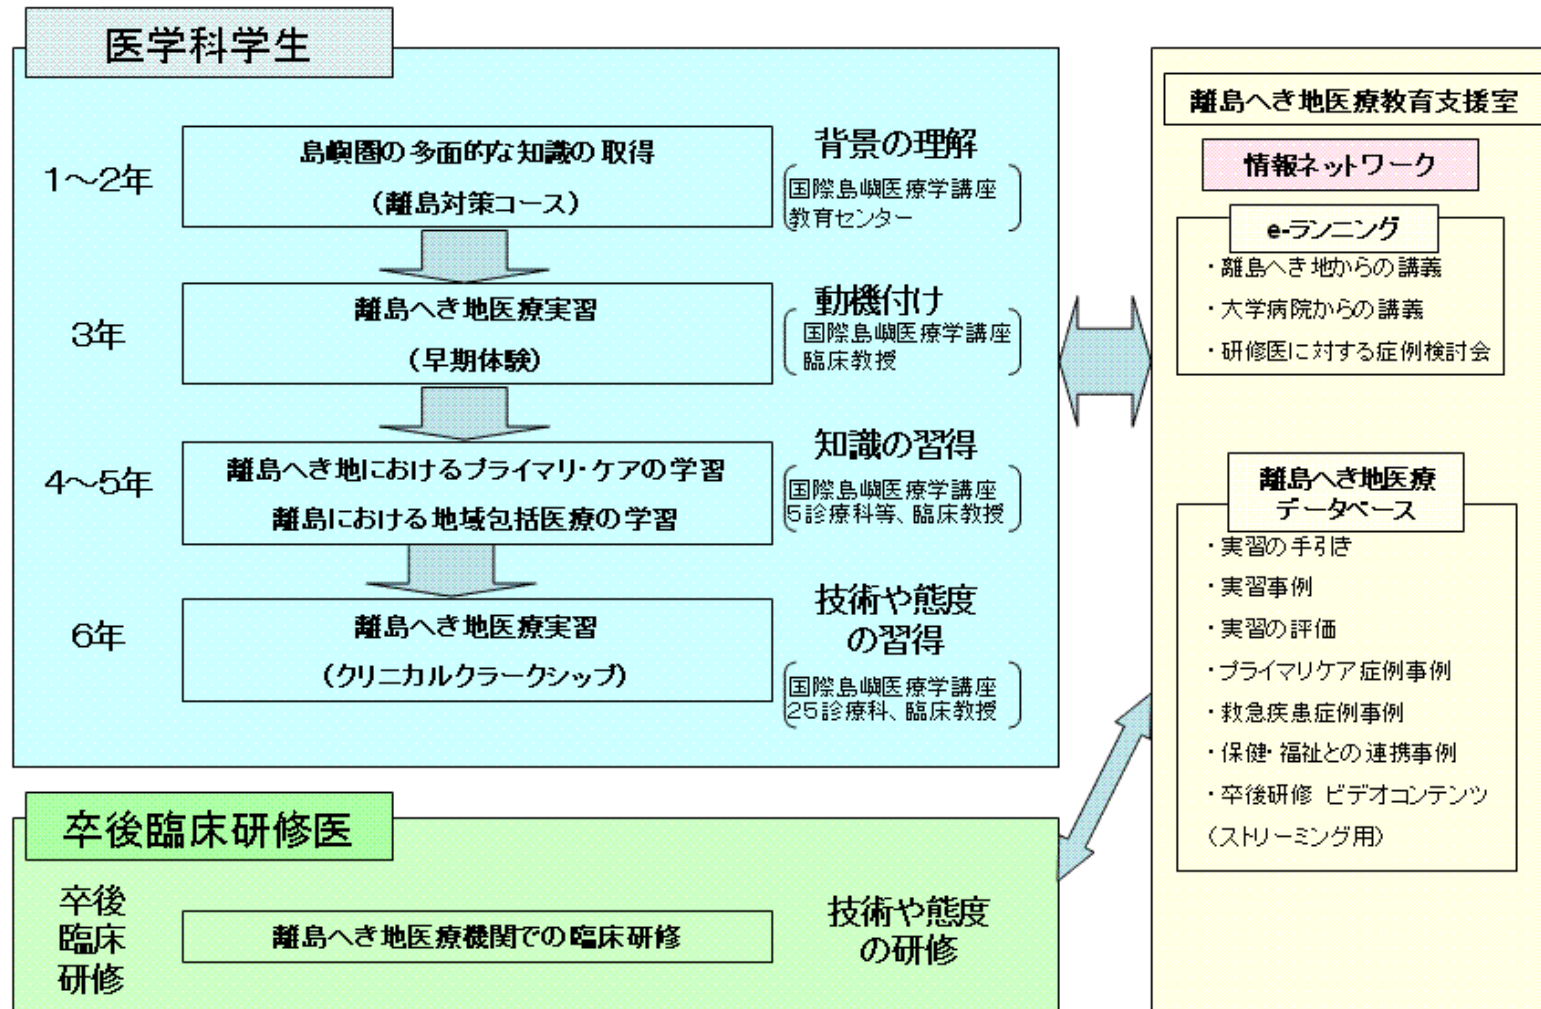 医学科学生
1～2年
島嶼圏の多面的な知識の取得
（離島対策コース）
背景の理解
国際島嶼医療学講座
教育センター
3年
離島へき地医療実習
（早期体験）
動機付け
国際島嶼医療学講座
臨床教授
4～5年
離島へき地におけるプライマリ・ケアの学習
離島における地域包括医療の学習
知識の習得
国際島嶼医療学講座
5診療科等、臨床教授
6年
離島へき地医療実習
（クリニカルクラークシップ）
技術や態度
の習得
国際島嶼医療学講座
25診療科、臨床教授
卒後臨床研修医
卒後
臨床
研修
離島へき地医療機関での臨床研修
技術や態度
の研修
離島へき地医療教育支援室
情報ネットワーク
e-ランニング
・離島へき地からの講義
・大学病院からの講義
・研修医に対する症例検討会
離島へき地医療
データベース
・実習の手引き
・実習事例
・実習の評価
・プライマリケア症例事例
・救急疾患症例事例
・保健・福祉との連携事例
・卒後研修 ビデオコンテンツ
（ストリーミング用）